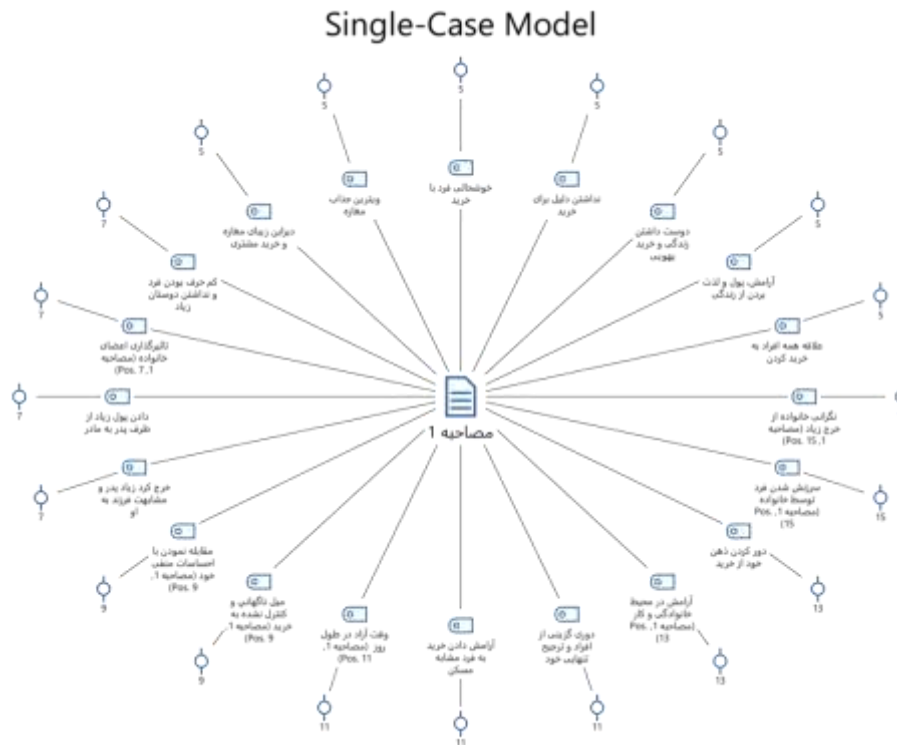 Single-Case Model
5
5
5
5
5
خوشحالی فرد با
خرید
ویترین جذاب
مغازه
نداشتن دلیل برای
خرید
دیزاین زیبای مغازه
و خرید مشتری
دوست داشتن
زندگی و خرید
یهویی
7
5
کم حرف بودن فرد
و نداشتن دوستان
زیاد
آرامش، پول و لذت
بردن از زندگی
7
5
تاثیرگذاری اعضای
خانواده (مصاحبه
1, Pos. 7)
علاقه همه افراد به
خرید کردن
7
دادن پول زیاد از
طرف پدر به مادر
مصاحبه 1
نگرانی خانواده از
خرج زیاد (مصاحبه
1, Pos. 15)
7
خرج کرد زیاد پدر و
مشابهت فرزند به
او
سرزنش شدن فرد
توسط خانواده
(مصاحبه 1, Pos.
15)
15
مقابله نمودن با
احساسات منفی
خود (مصاحبه 1,
Pos. 9)
دور کردن ذهن
خود از خرید
9
13
میل ناگهانی و
کنترل نشده به
خرید (مصاحبه 1,
Pos. 9)
آرامش در محیط
خانوادگی و کار
(مصاحبه 1, Pos.
13)
9
13
وقت آزاد در طول
روز (مصاحبه 1,
Pos. 11)
آرامش دادن خرید
به فرد مشابه
مسکن
دوری گزینی از
افراد و ترجیح
تنهایی خود
11
11
11